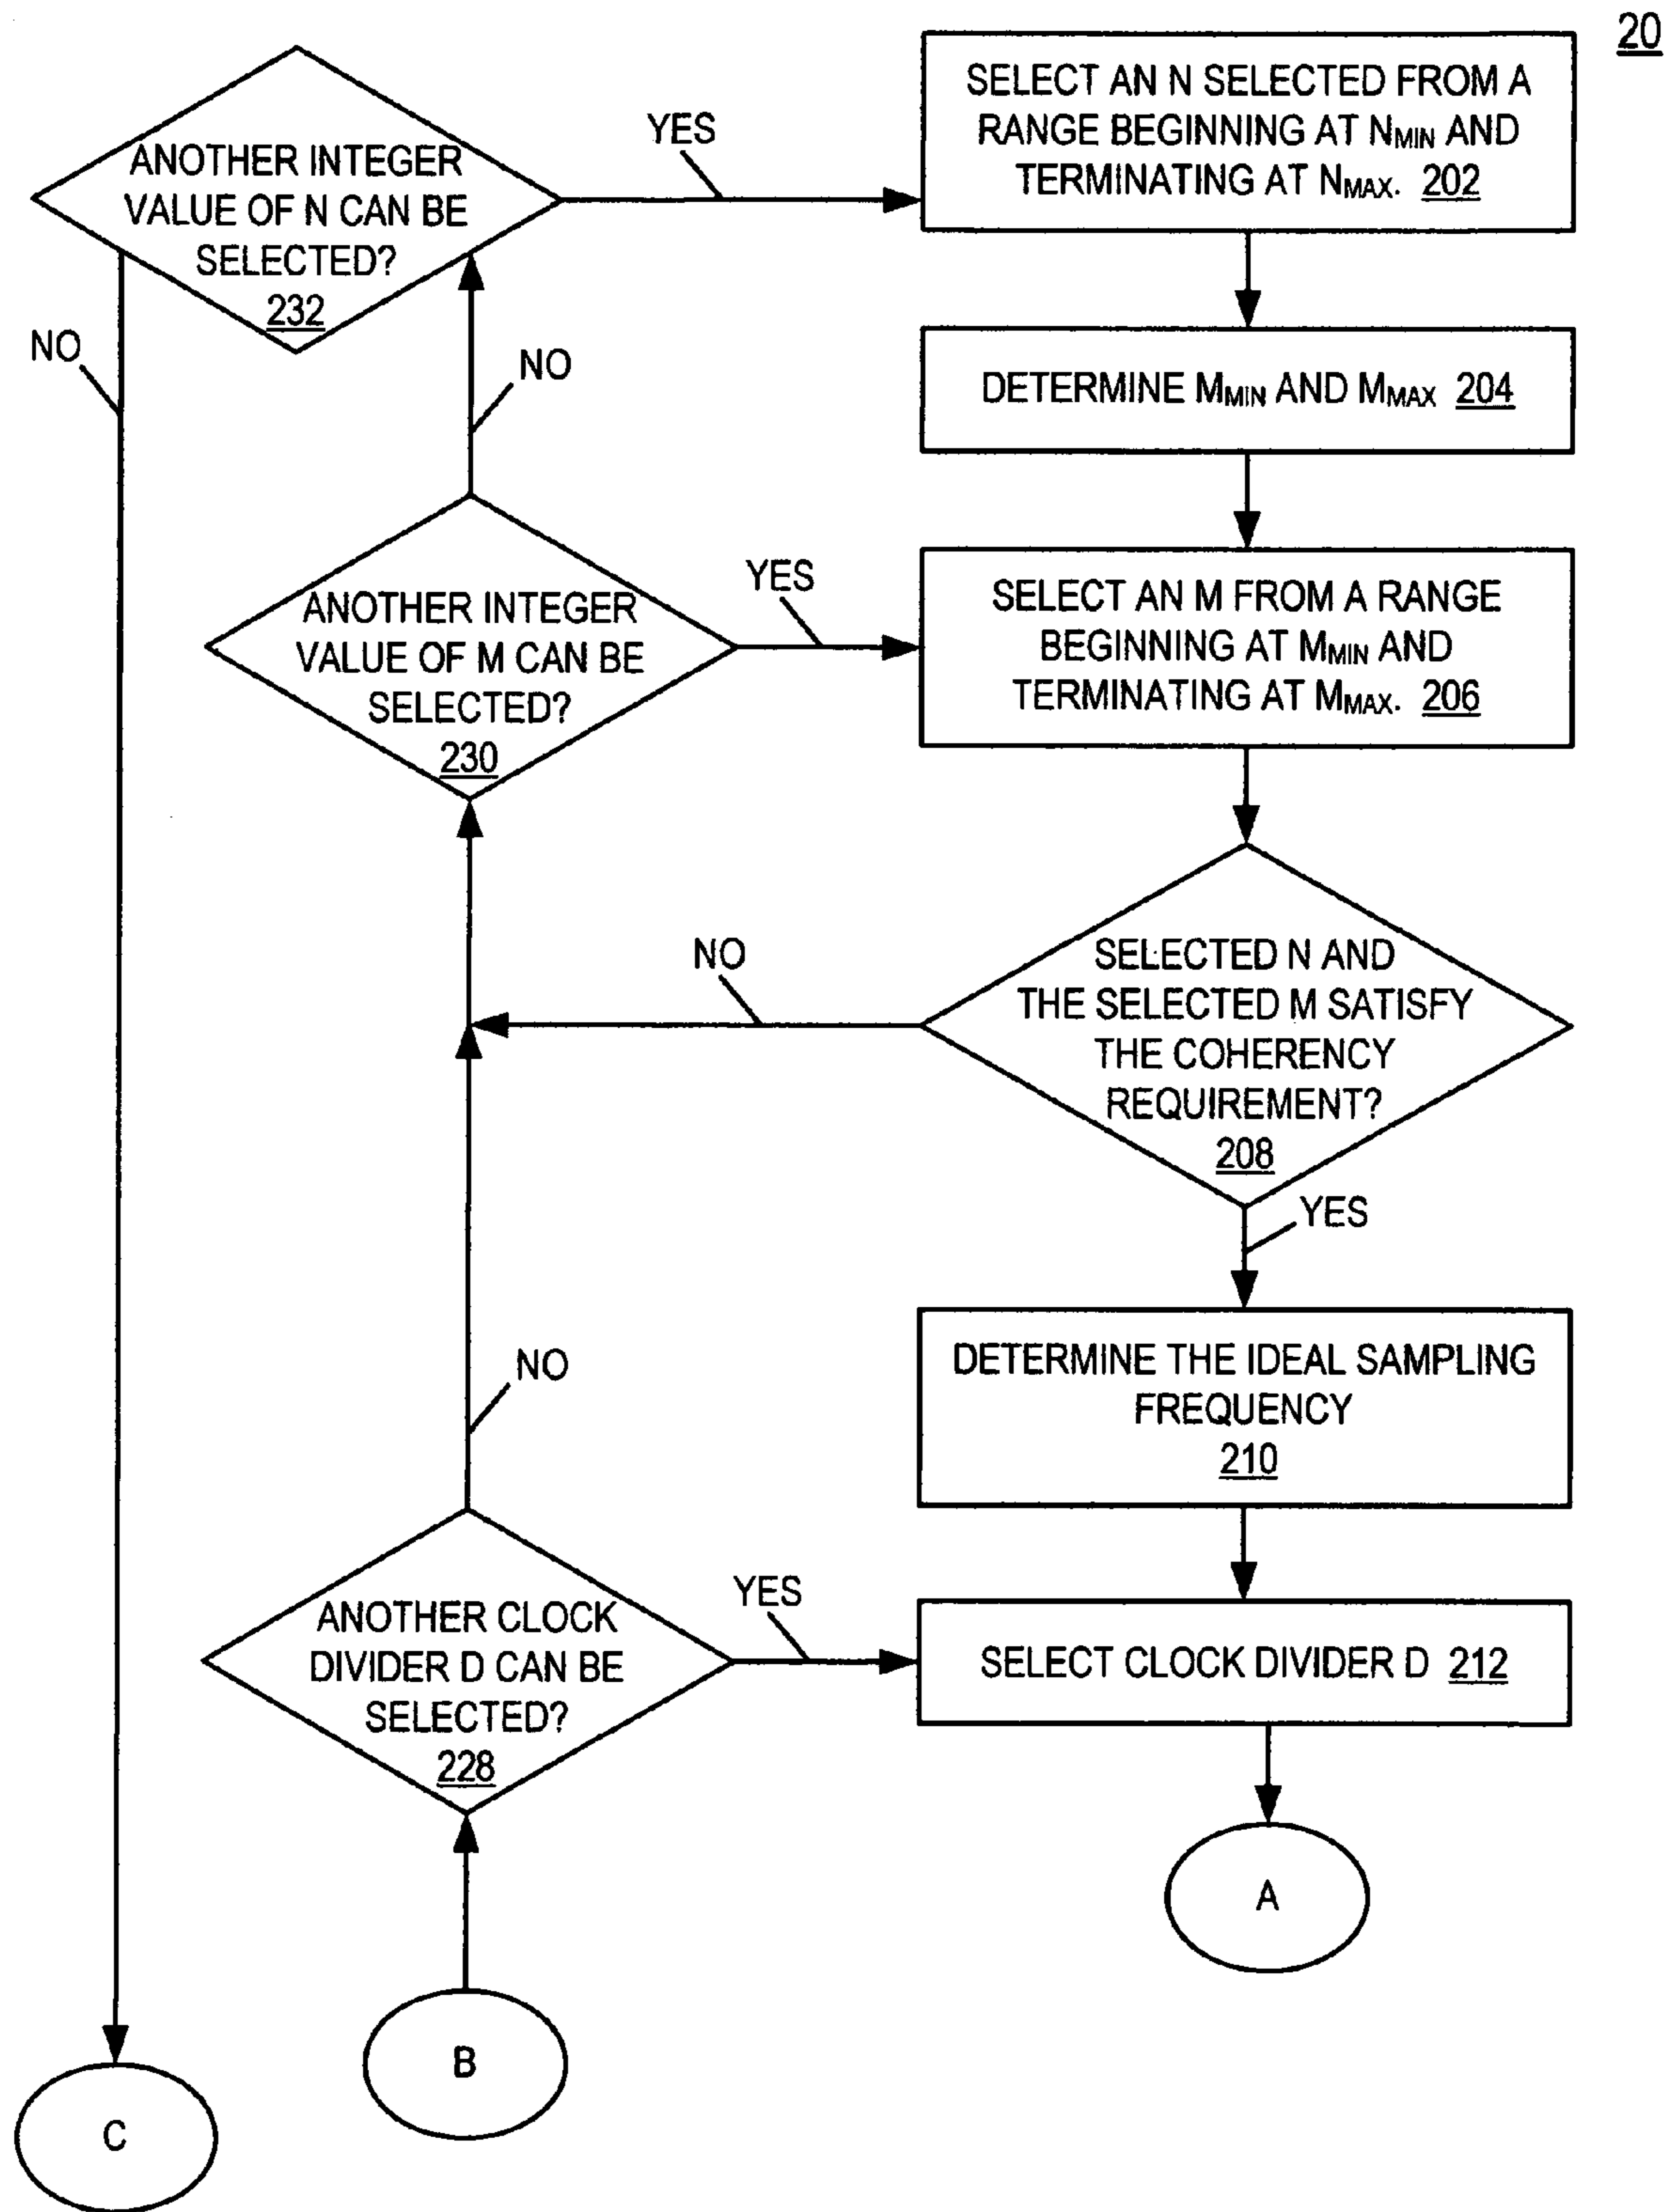 20
SELECT AN N SELECTED FROM A
RANGE BEGINNING AT NMIN AND
TERMINATING AT NMAX. 202
YES
ANOTHER INTEGER
VALUE OF N CAN BE
SELECTED?
232
NO
NO
DETERMINE MMIN AND MMAX 204
YES
SELECT AN M FROM A RANGE
BEGINNING AT MMIN AND
TERMINATING AT MMAX. 206
ANOTHER INTEGER
VALUE OF M CAN BE
SELECTED?
230
NO
SELECTED N AND
THE SELECTED M SATISFY
THE COHERENCY
REQUIREMENT?
208
YES
DETERMINE THE IDEAL SAMPLING
FREQUENCY
210
NO
YES
ANOTHER CLOCK
DIVIDER D CAN BE
SELECTED?
228
SELECT CLOCK DIVIDER D 212
A
B
C